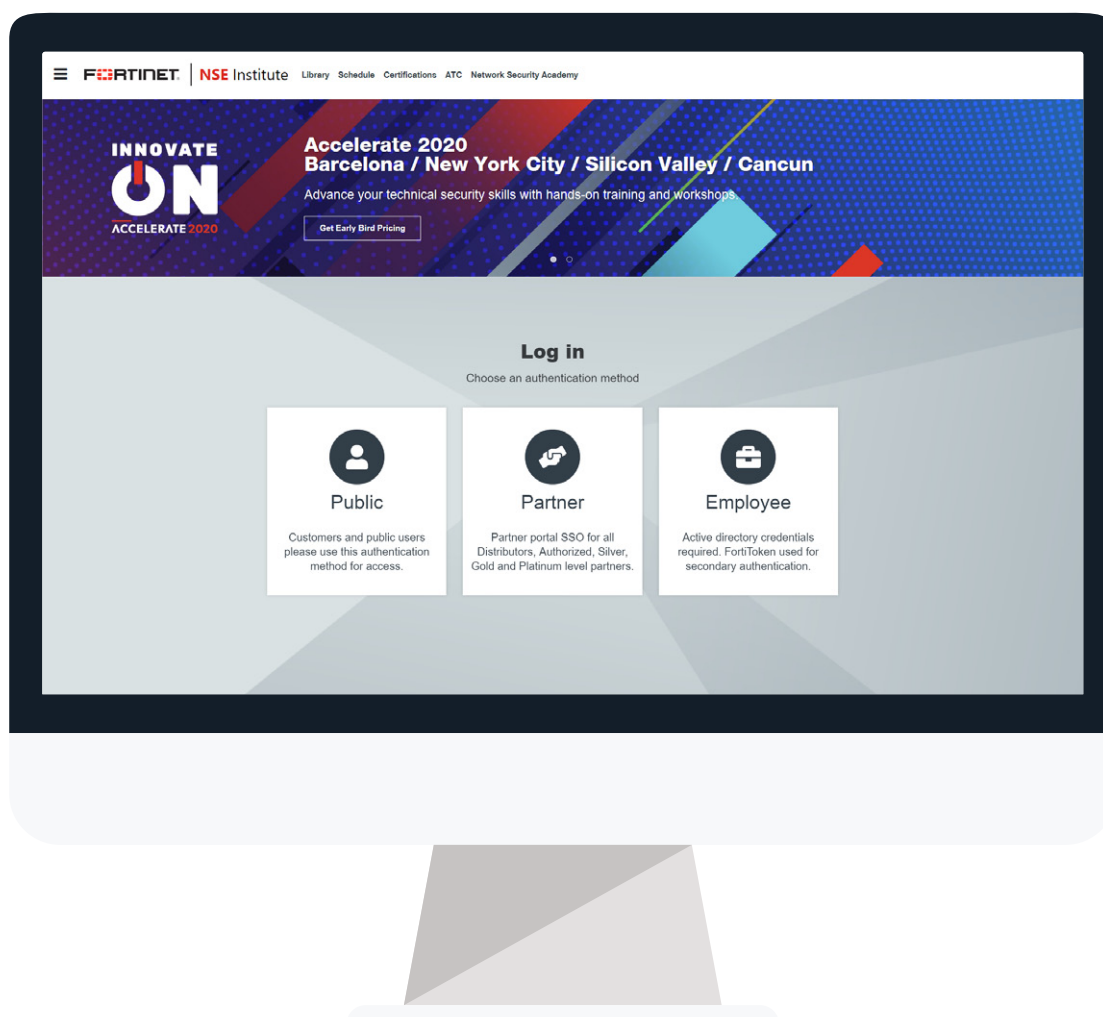 FORTINET | NSE Institute Library Schedule Certifications ATC Network Security Academy
INNOVATE
ON
ACCELERATE 2020
Accelerate 2020
Barcelona / New York City / Silicon Valley / Cancun
Advance your technical security skills with hands-on training and workshops.
Get Early Bird Pricing
Log in
Choose an authentication method
Public
Customers and public users
please use this authentication
method for access.
Partner
Partner portal SSO for all
Distributors, Authorized, Silver,
Gold and Platinum level partners.
Employee
Active directory credentials
required. FortiToken used for
secondary authentication.